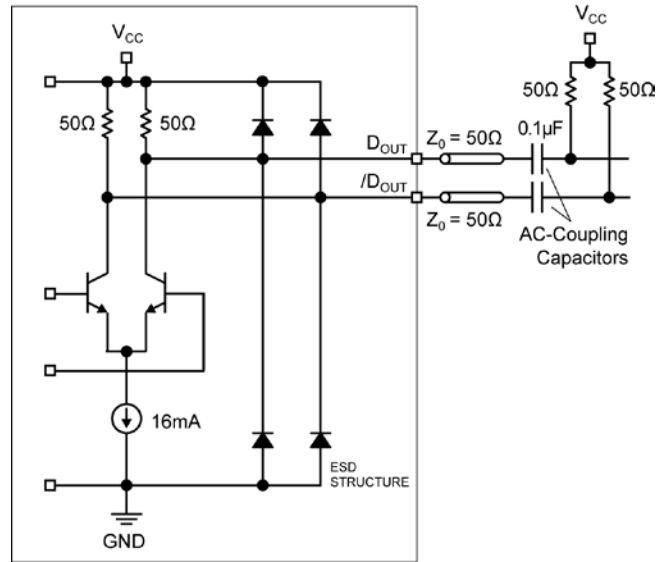 V_CC
V_CC
50Ω
50Ω
50Ω
50Ω
0.1µF
D_OUT
Z_0 = 50Ω
/D_OUT
Z_0 = 50Ω
AC-Coupling
Capacitors
16mA
ESD
STRUCTURE
GND